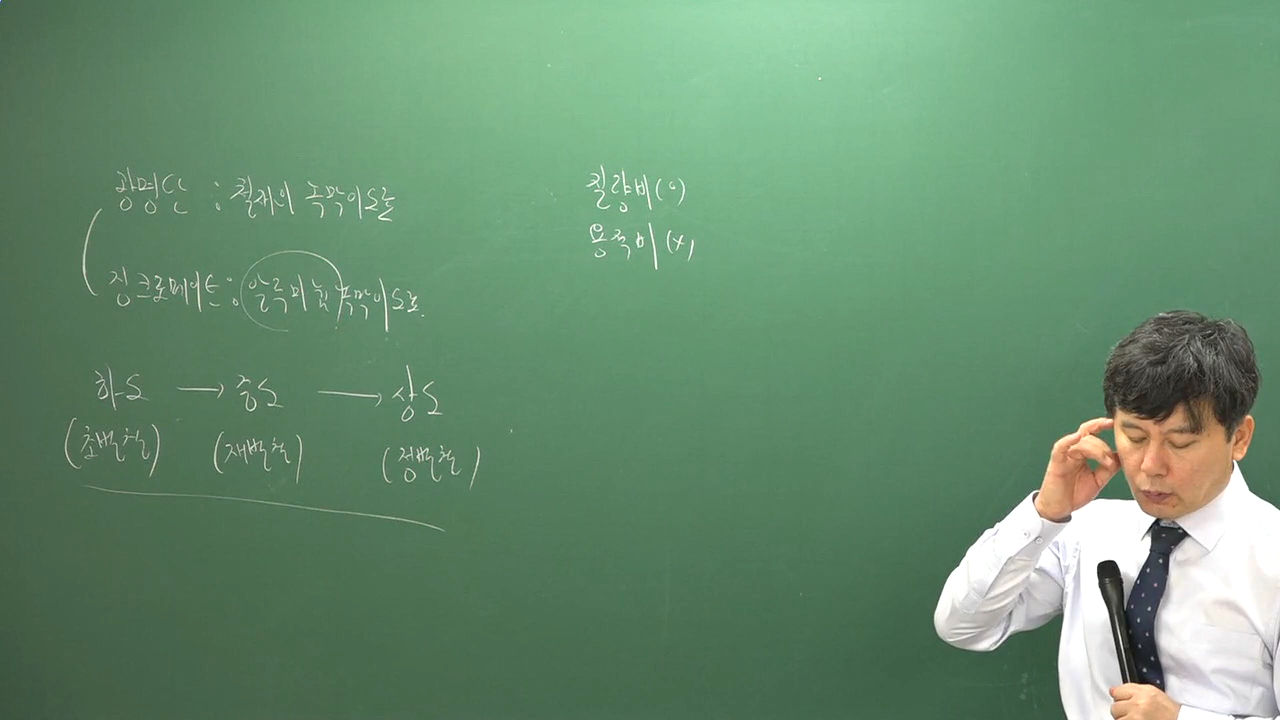 광명단 : 철재의 녹막이도료
징크로메이트 : 알루미늄 녹막이도료.
하도 → 중도 → 상도
(초벌칠) (재벌칠) (정벌칠)
질량비(○)
용적비(×)